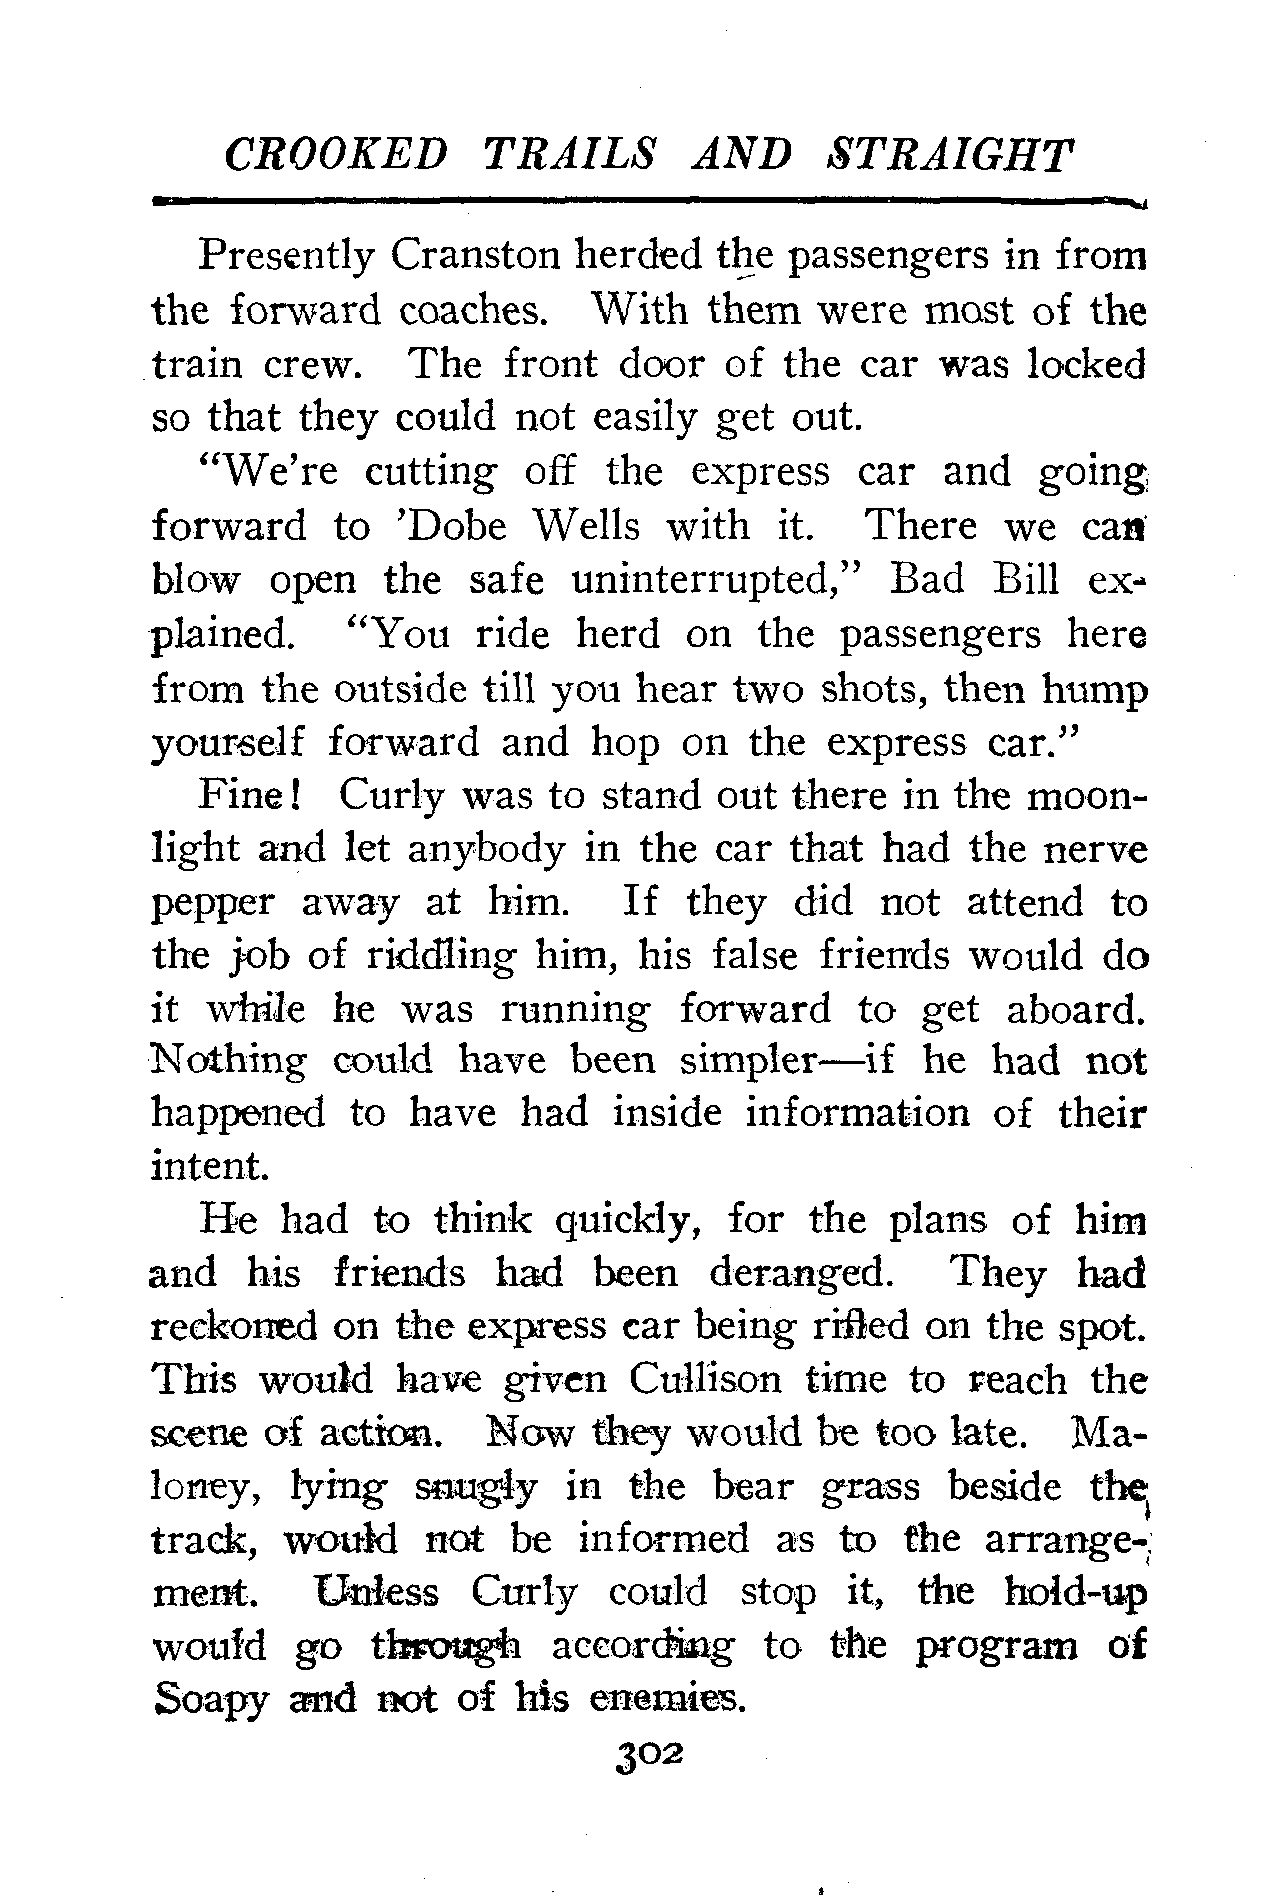 CROOKED TRAILS AND STRAIGHT
Presently Cranston herded the passengers in from
the forward coaches. With them were most of the
train crew. The front door of the car was locked
so that they could not easily get out.
“We’re cutting off the express car and going
forward to ’Dobe Wells with it. There we can
blow open the safe uninterrupted,” Bad Bill ex-
plained. “You ride herd on the passengers here
from the outside till you hear two shots, then hump
yourself forward and hop on the express car.”
Fine! Curly was to stand out there in the moon-
light and let anybody in the car that had the nerve
pepper away at him. If they did not attend to
the job of riddling him, his false friends would do
it while he was running forward to get aboard.
Nothing could have been simpler—if he had not
happened to have had inside information of their
intent.
He had to think quickly, for the plans of him
and his friends had been deranged. They had
reckoned on the express car being rifled on the spot.
This would have given Cullison time to reach the
scene of action. Now they would be too late. Ma-
loney, lying snugly in the bear grass beside the
track, would not be informed as to the arrange-
ment. Unless Curly could stop it, the hold-up
would go through according to the program of
Soapy and not of his enemies.
302